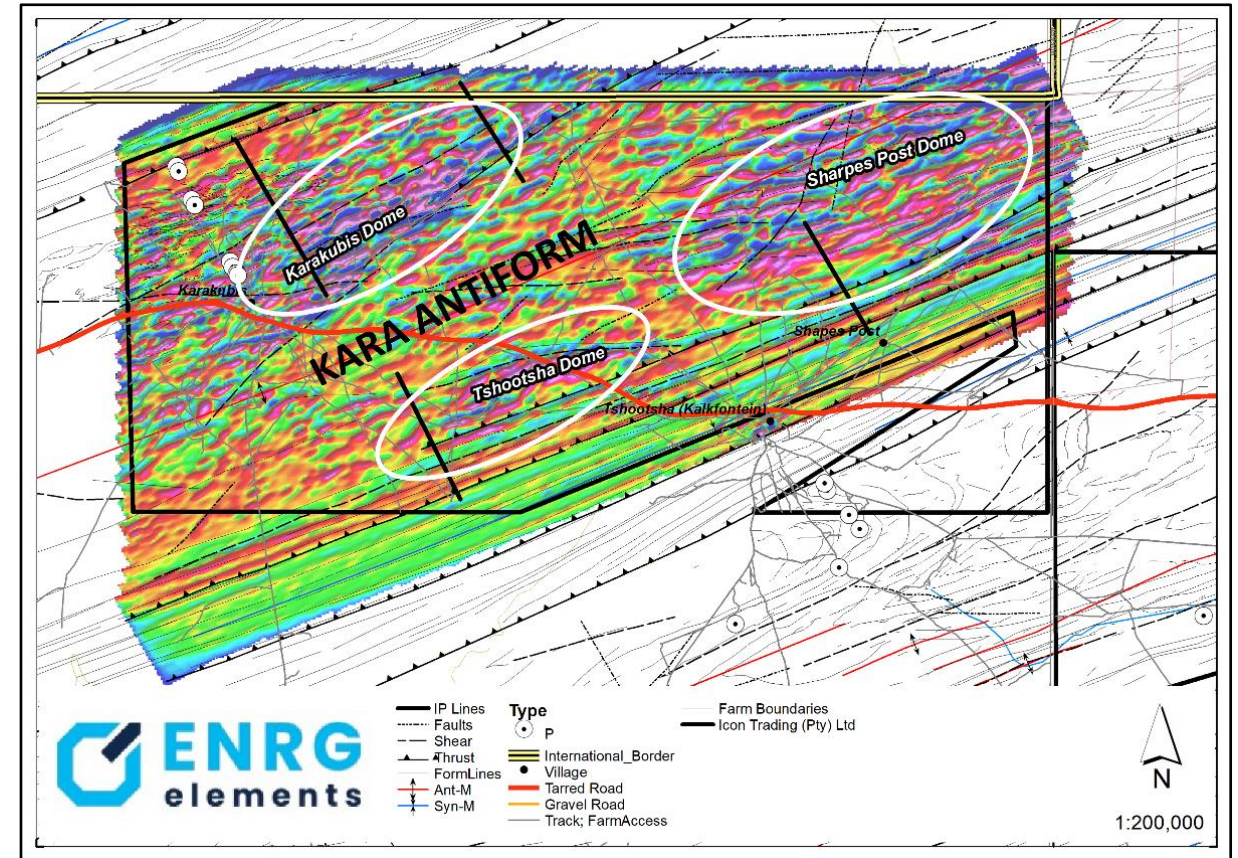 Sharpes Post Dome
Karakubis Dome
Karakubis
KARA ANTIFORM
Shapes Post
Tshootsha Dome
Tshootsha (Kalkfontein)
ENRG
elements
IP Lines
Faults
Shear
Thrust
FormLines
Ant-M
Syn-M
Type
P
International_Border
Village
Tarred Road
Gravel Road
Track; FarmAccess
Farm Boundaries
Icon Trading (Pty) Ltd
N
1:200,000